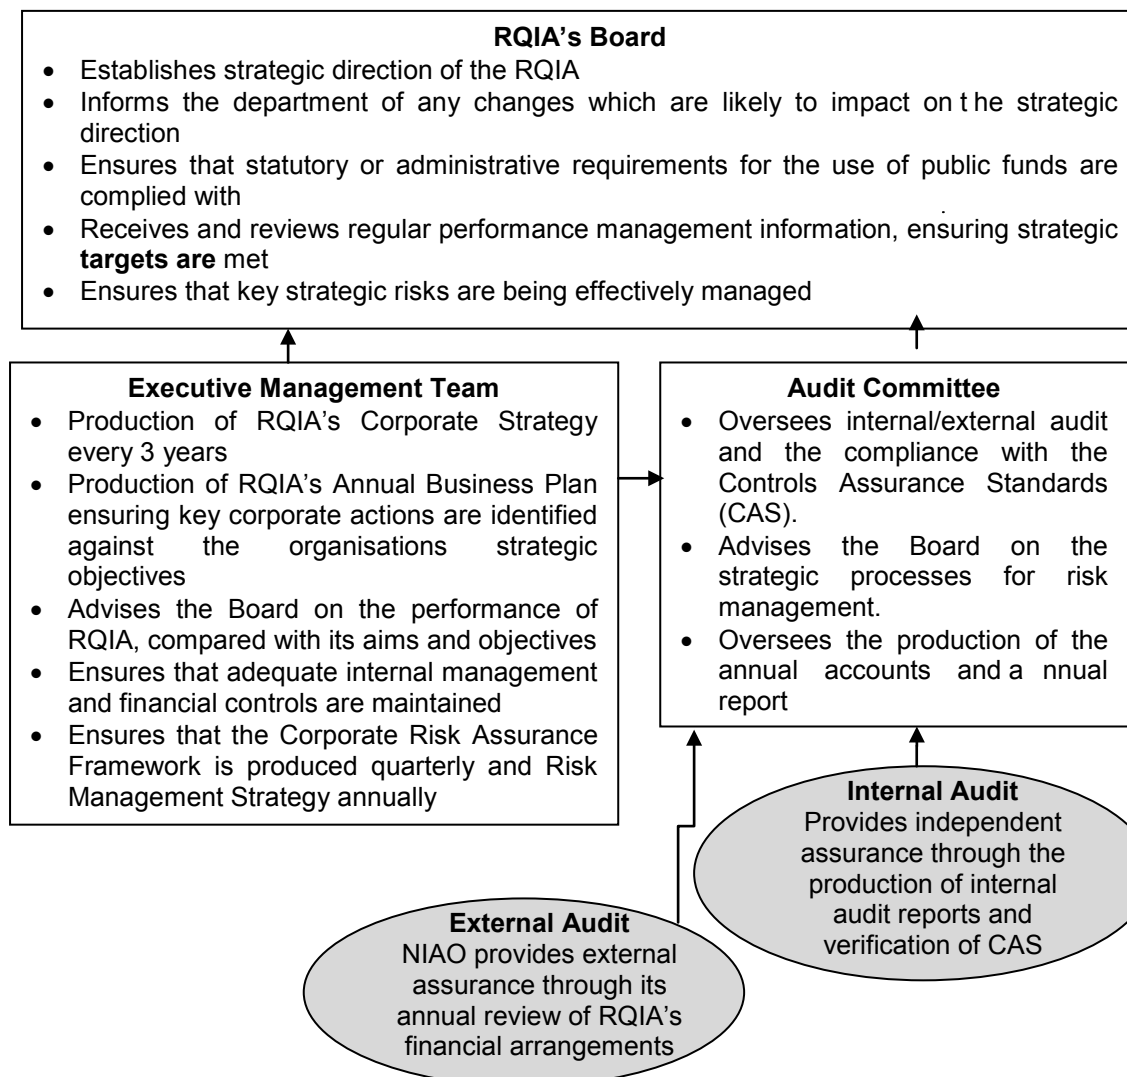 RQIA's Board
• Establishes strategic direction of the RQIA
• Informs the department of any changes which are likely to impact on t he strategic
direction
• Ensures that statutory or administrative requirements for the use of public funds are
complied with
• Receives and reviews regular performance management information, ensuring strategic
targets are met
• Ensures that key strategic risks are being effectively managed
Executive Management Team
• Production of RQIA's Corporate Strategy
every 3 years
• Production of RQIA's Annual Business Plan
ensuring key corporate actions are identified
against the organisations strategic
objectives
• Advises the Board on the performance of
RQIA, compared with its aims and objectives
• Ensures that adequate internal management
and financial controls are maintained
• Ensures that the Corporate Risk Assurance
Framework is produced quarterly and Risk
Management Strategy annually
Audit Committee
• Oversees internal/external audit
and the compliance with the
Controls Assurance Standards
(CAS).
• Advises the Board on the
strategic processes for risk
management.
• Oversees the production of the
annual accounts and a nnual
report
Internal Audit
Provides independent
assurance through the
production of internal
audit reports and
verification of CAS
External Audit
NIAO provides external
assurance through its
annual review of RQIA's
financial arrangements